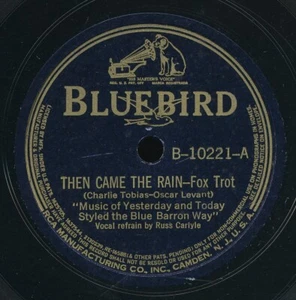 "HIS MASTER'S VOICE"
BLUEBIRD
B-10221-A
THEN CAME THE RAIN—Fox Trot
(Charlie Tobias-Oscar Levant)
"Music of Yesterday and Today
Styled the Blue Barron Way"
Vocal refrain by Russ Carlyle
RCA MANUFACTURING CO., INC., CAMDEN, N. J., U. S. A.